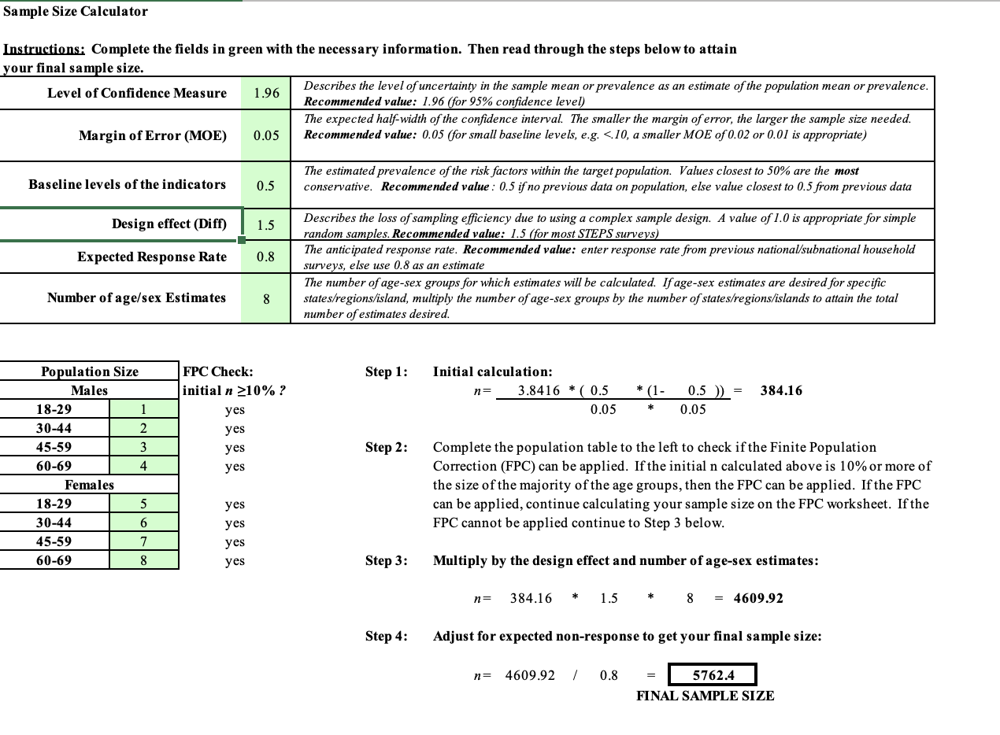 Sample Size Calculator
Instructions: Complete the fields in green with the necessary information. Then read through the steps below to attain
your final sample size.
Level of Confidence Measure 1.96 Describes the level of uncertainty in the sample mean or prevalence as an estimate of the population mean or prevalence.
Recommended value: 1.96 (for 95% confidence level)
The expected half-width of the confidence interval. The smaller the margin of error, the larger the sample size needed.
Margin of Error (MOE) 0.05 Recommended value: 0.05 (for small baseline levels, e.g. <.10, a smaller MOE of 0.02 or 0.01 is appropriate)
The estimated prevalence of the risk factors within the target population. Values closest to 50% are the most
Baseline levels of the indicators 0.5 conservative. Recommended value : 0.5 if no previous data on population, else value closest to 0.5 from previous data
Design effect (Diff) 1.5 Describes the loss of sampling efficiency due to using a complex sample design. A value of 1.0 is appropriate for simple
random samples. Recommended value: 1.5 (for most STEPS surveys)
Expected Response Rate 0.8 The anticipated response rate. Recommended value: enter response rate from previous national/subnational household
surveys, else use 0.8 as an estimate
The number of age-sex groups for which estimates will be calculated. If age-sex estimates are desired for specific
Number of age/sex Estimates 8 states/regions/island, multiply the number of age-sex groups by the number of states/regions/islands to attain the total
number of estimates desired.
Population Size FPC Check: Step 1: Initial calculation:
Males initial n ≥10% ? n= 3.8416 * ( 0.5 * (1- 0.5 )) = 384.16
18-29 1 yes 0.05 * 0.05
30-44 2 yes
45-59 3 yes Step 2: Complete the population table to the left to check if the Finite Population
60-69 4 yes Correction (FPC) can be applied. If the initial n calculated above is 10% or more of
Females the size of the majority of the age groups, then the FPC can be applied. If the FPC
18-29 5 yes can be applied, continue calculating your sample size on the FPC worksheet. If the
30-44 6 yes FPC cannot be applied continue to Step 3 below.
45-59 7 yes
60-69 8 yes Step 3: Multiply by the design effect and number of age-sex estimates:
n= 384.16 * 1.5 * 8 = 4609.92
Step 4: Adjust for expected non-response to get your final sample size:
n= 4609.92 / 0.8 = 5762.4
FINAL SAMPLE SIZE